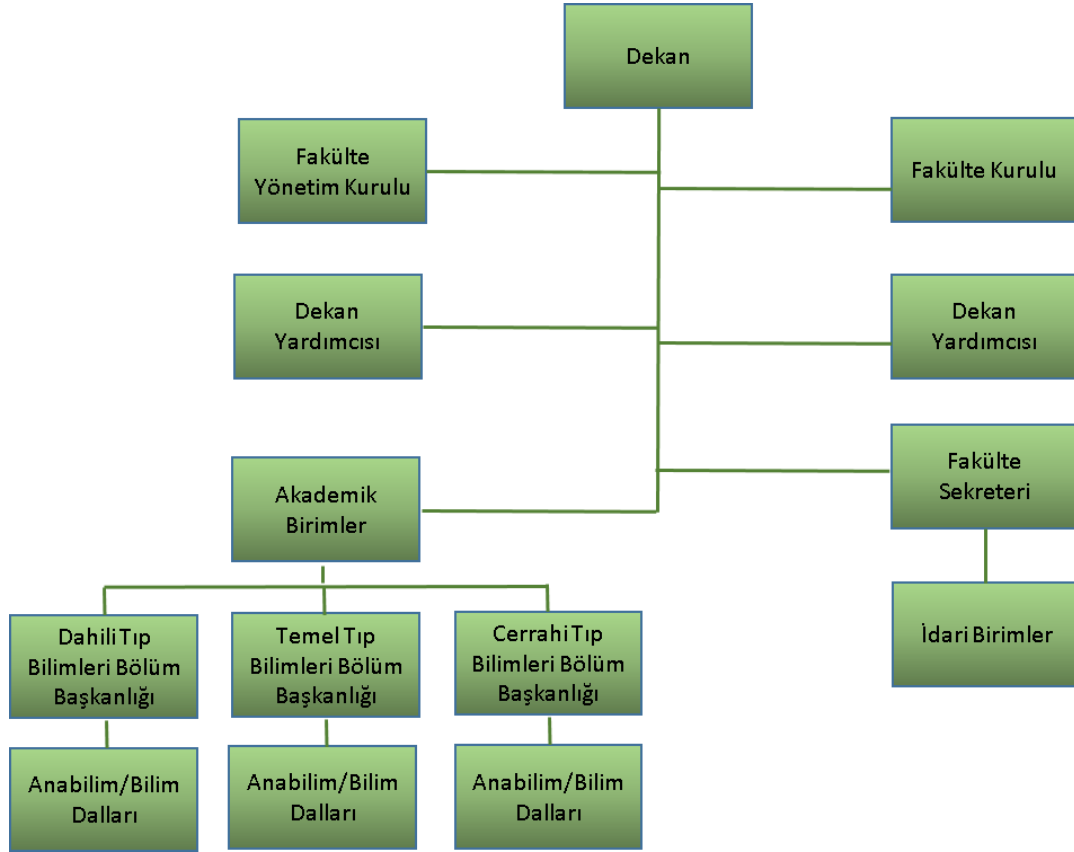 Dekan
Fakülte
Yönetim Kurulu
Fakülte Kurulu
Dekan
Yardımcısı
Dekan
Yardımcısı
Akademik
Birimler
Fakülte
Sekreteri
Dahili Tıp
Bilimleri Bölüm
Başkanlığı
Temel Tıp
Bilimleri Bölüm
Başkanlığı
Cerrahi Tıp
Bilimleri Bölüm
Başkanlığı
İdari Birimler
Anabilim/Bilim
Dalları
Anabilim/Bilim
Dalları
Anabilim/Bilim
Dalları